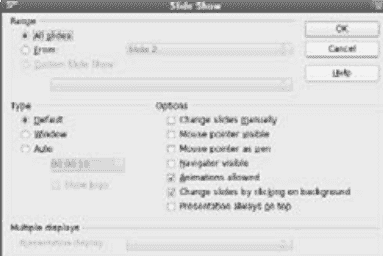 Slide Show
Range
All slides
From: Slide 2
Custom Slide Show
OK
Cancel
Help
Type
Default
Window
Auto
00:00:10
Show logo
Options
Change slides manually
Mouse pointer visible
Mouse pointer as pen
Navigator visible
Animations allowed
Change slides by clicking on background
Presentation always on top
Multiple displays
Presentation display